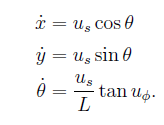 ẋ = u_s cos θ
ẏ = u_s sin θ
θ̇ = u_s/L tan u_ϕ.